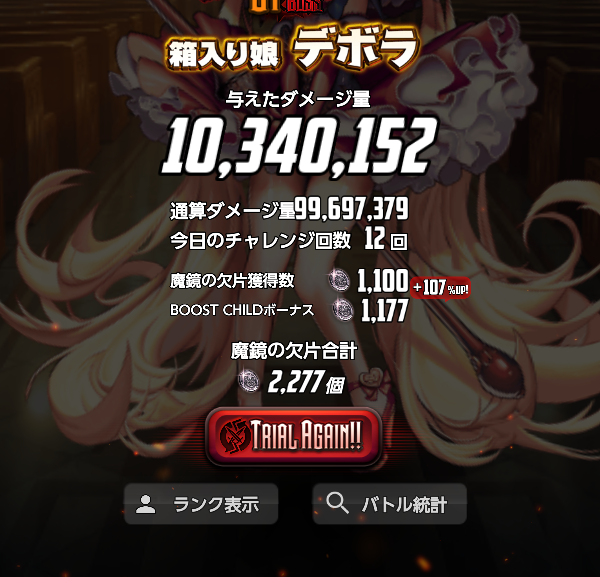 箱入り娘 デボラ
与えたダメージ量
10,340,152
通算ダメージ量99,697,379
今日のチャレンジ回数 12回
魔鏡の欠片獲得数 1,100 +107%UP!
BOOST CHILDボーナス 1,177
魔鏡の欠片合計
2,277個
TRIAL AGAIN!!
ランク表示
バトル統計